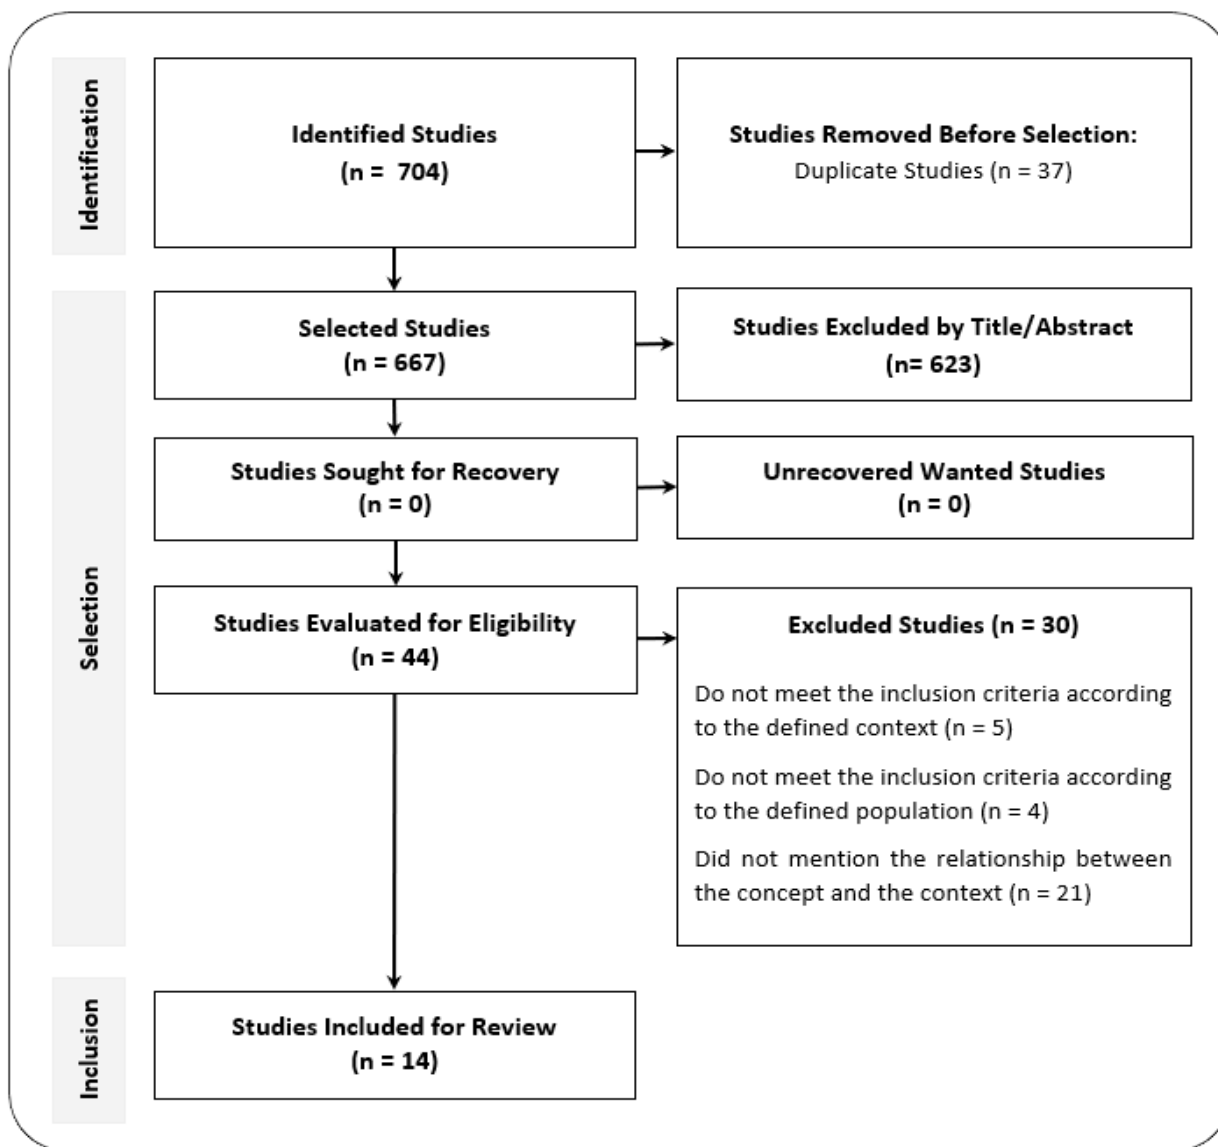 Identification
Identified Studies
(n =  704)
Studies Removed Before Selection:
Duplicate Studies (n = 37)
Selection
Selected Studies
(n = 667)
Studies Excluded by Title/Abstract
(n= 623)
Studies Sought for Recovery
(n = 0)
Unrecovered Wanted Studies
(n = 0)
Studies Evaluated for Eligibility
(n = 44)
Excluded Studies (n = 30)
Do not meet the inclusion criteria according
to the defined context (n = 5)
Do not meet the inclusion criteria according
to the defined population (n = 4)
Did not mention the relationship between
the concept and the context (n = 21)
Inclusion
Studies Included for Review
(n = 14)